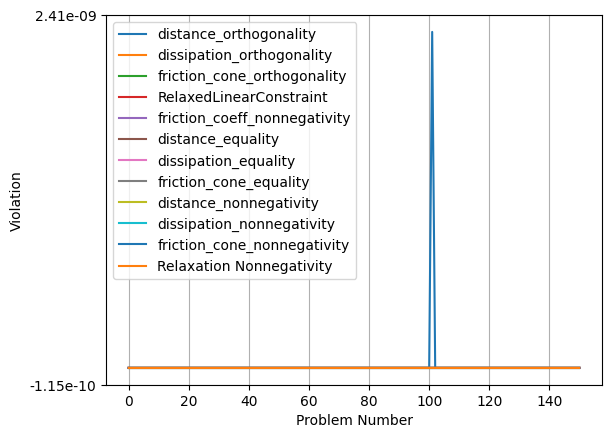 2.41e-09
distance_orthogonality
dissipation_orthogonality
friction_cone_orthogonality
RelaxedLinearConstraint
friction_coeff_nonnegativity
distance_equality
dissipation_equality
friction_cone_equality
distance_nonnegativity
dissipation_nonnegativity
friction_cone_nonnegativity
Relaxation Nonnegativity
Violation
-1.15e-10
0 20 40 60 80 100 120 140
Problem Number